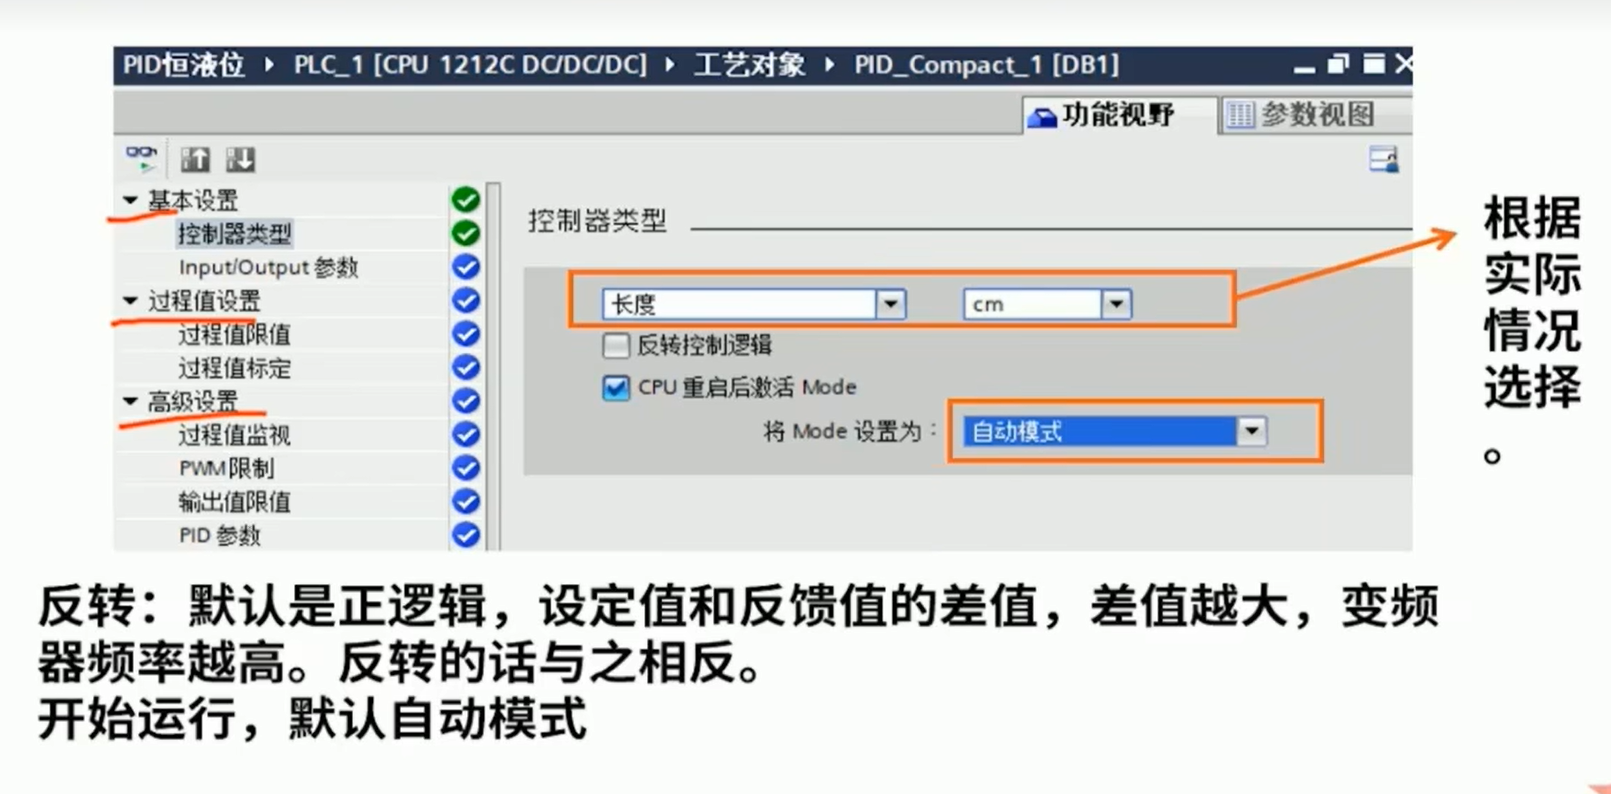 PID恒液位 ▸ PLC_1 [CPU 1212C DC/DC/DC] ▸ 工艺对象 ▸ PID_Compact_1 [DB1]
功能视野 参数视图
基本设置
控制器类型
Input/Output 参数
过程值设置
过程值限值
过程值标定
高级设置
过程值监视
PWM 限制
输出值限值
PID 参数
控制器类型
长度 cm
反转控制逻辑
CPU 重启后激活 Mode
将 Mode 设置为： 自动模式
根据
实际
情况
选择
。
反转：默认是正逻辑，设定值和反馈值的差值，差值越大，变频
器频率越高。反转的话与之相反。
开始运行，默认自动模式